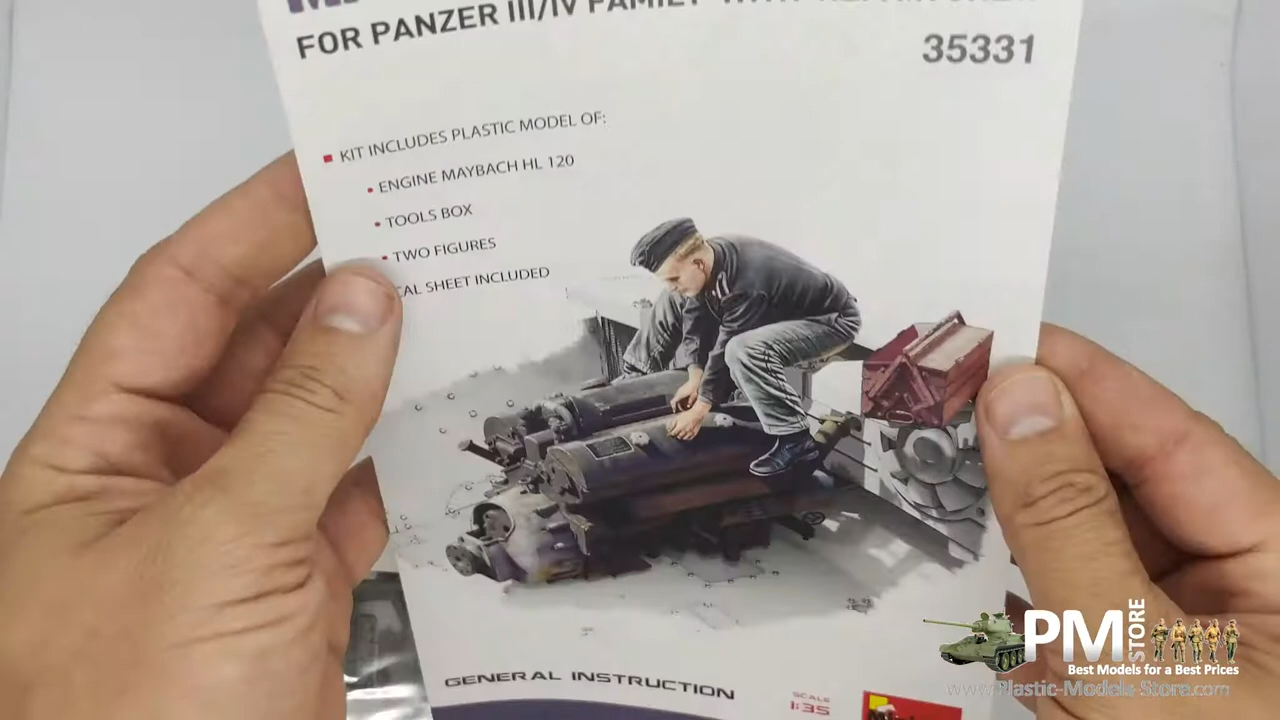 FOR PANZER III/IV FAMILY WITH
35331
KIT INCLUDES PLASTIC MODEL OF:
ENGINE MAYBACH HL 120
TOOLS BOX
TWO FIGURES
CAL SHEET INCLUDED
GENERAL INSTRUCTION
SCALE
1:35
PM STORE
Best Models for a Best Prices
www.Plastic-Models-Store.com